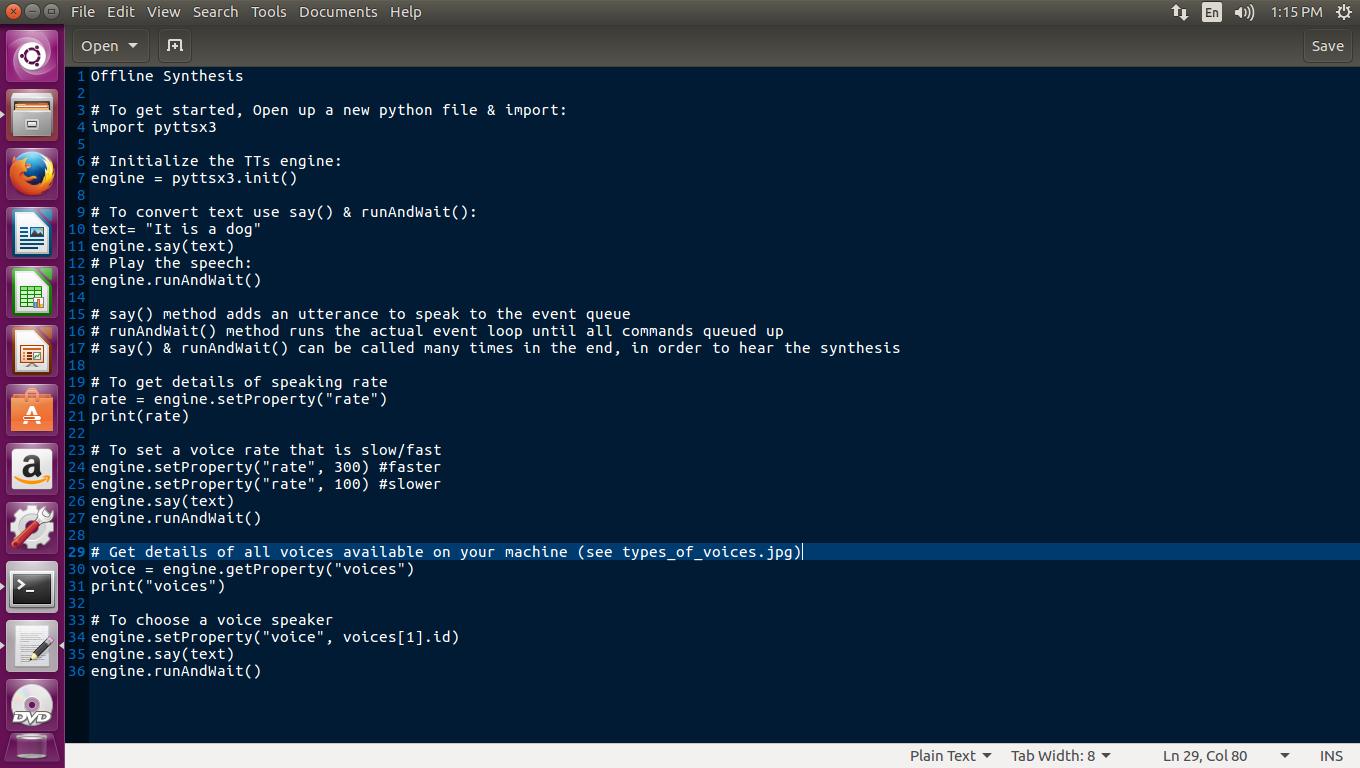 File Edit View Search Tools Documents Help En 1:15 PM
Open Save
1 Offline Synthesis
2
3 # To get started, Open up a new python file & import:
4 import pyttsx3
5
6 # Initialize the TTs engine:
7 engine = pyttsx3.init()
8
9 # To convert text use say() & runAndWait():
10 text= "It is a dog"
11 engine.say(text)
12 # Play the speech:
13 engine.runAndWait()
14
15 # say() method adds an utterance to speak to the event queue
16 # runAndWait() method runs the actual event loop until all commands queued up
17 # say() & runAndWait() can be called many times in the end, in order to hear the synthesis
18
19 # To get details of speaking rate
20 rate = engine.setProperty("rate")
21 print(rate)
22
23 # To set a voice rate that is slow/fast
24 engine.setProperty("rate", 300) #faster
25 engine.setProperty("rate", 100) #slower
26 engine.say(text)
27 engine.runAndWait()
28
29 # Get details of all voices available on your machine (see types_of_voices.jpg)
30 voice = engine.getProperty("voices")
31 print("voices")
32
33 # To choose a voice speaker
34 engine.setProperty("voice", voices[1].id)
35 engine.say(text)
36 engine.runAndWait()
A
a
>_
DVD
Plain Text Tab Width: 8 Ln 29, Col 80 INS